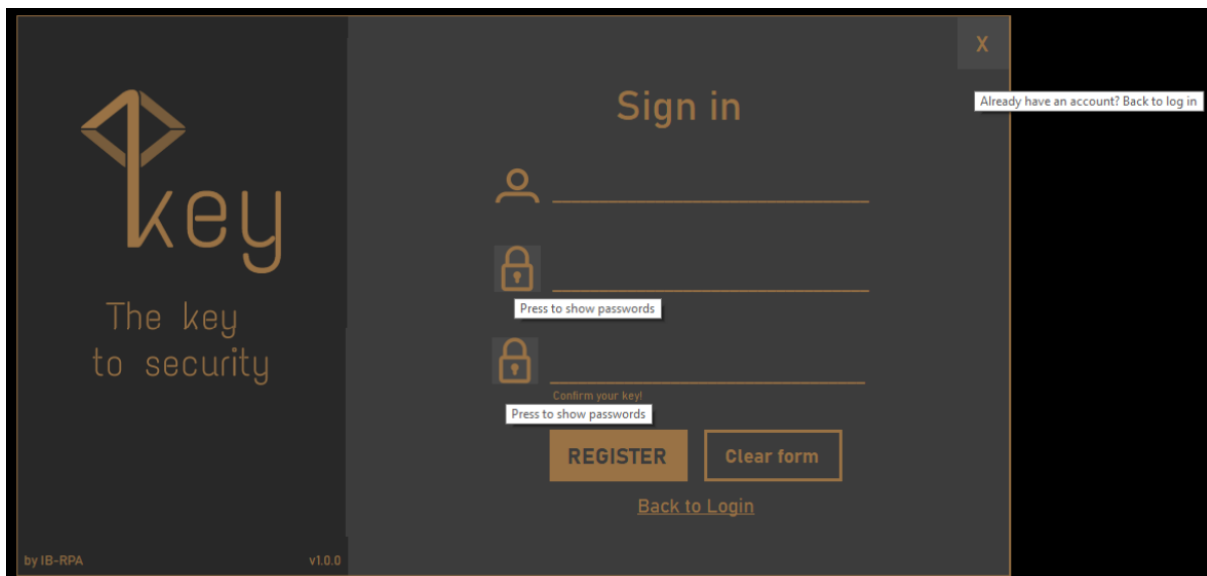 key
The key
to security
by IB-RPA
v1.0.0
X
Sign in
Already have an account? Back to log in
Press to show passwords
Confirm your key!
Press to show passwords
REGISTER
Clear form
Back to Login